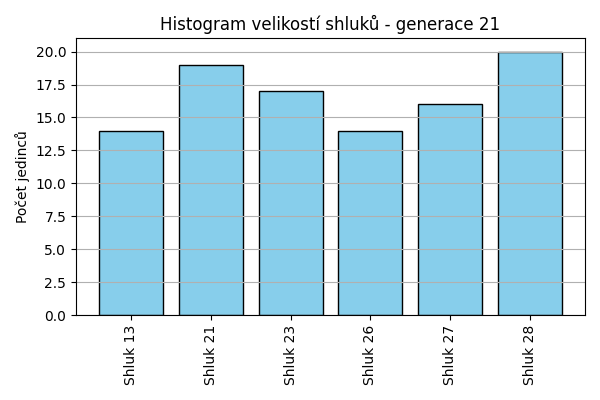 Histogram velikostí shluků - generace 21
Počet jedinců
20.0
17.5
15.0
12.5
10.0
7.5
5.0
2.5
0.0
Shluk 13
Shluk 21
Shluk 23
Shluk 26
Shluk 27
Shluk 28